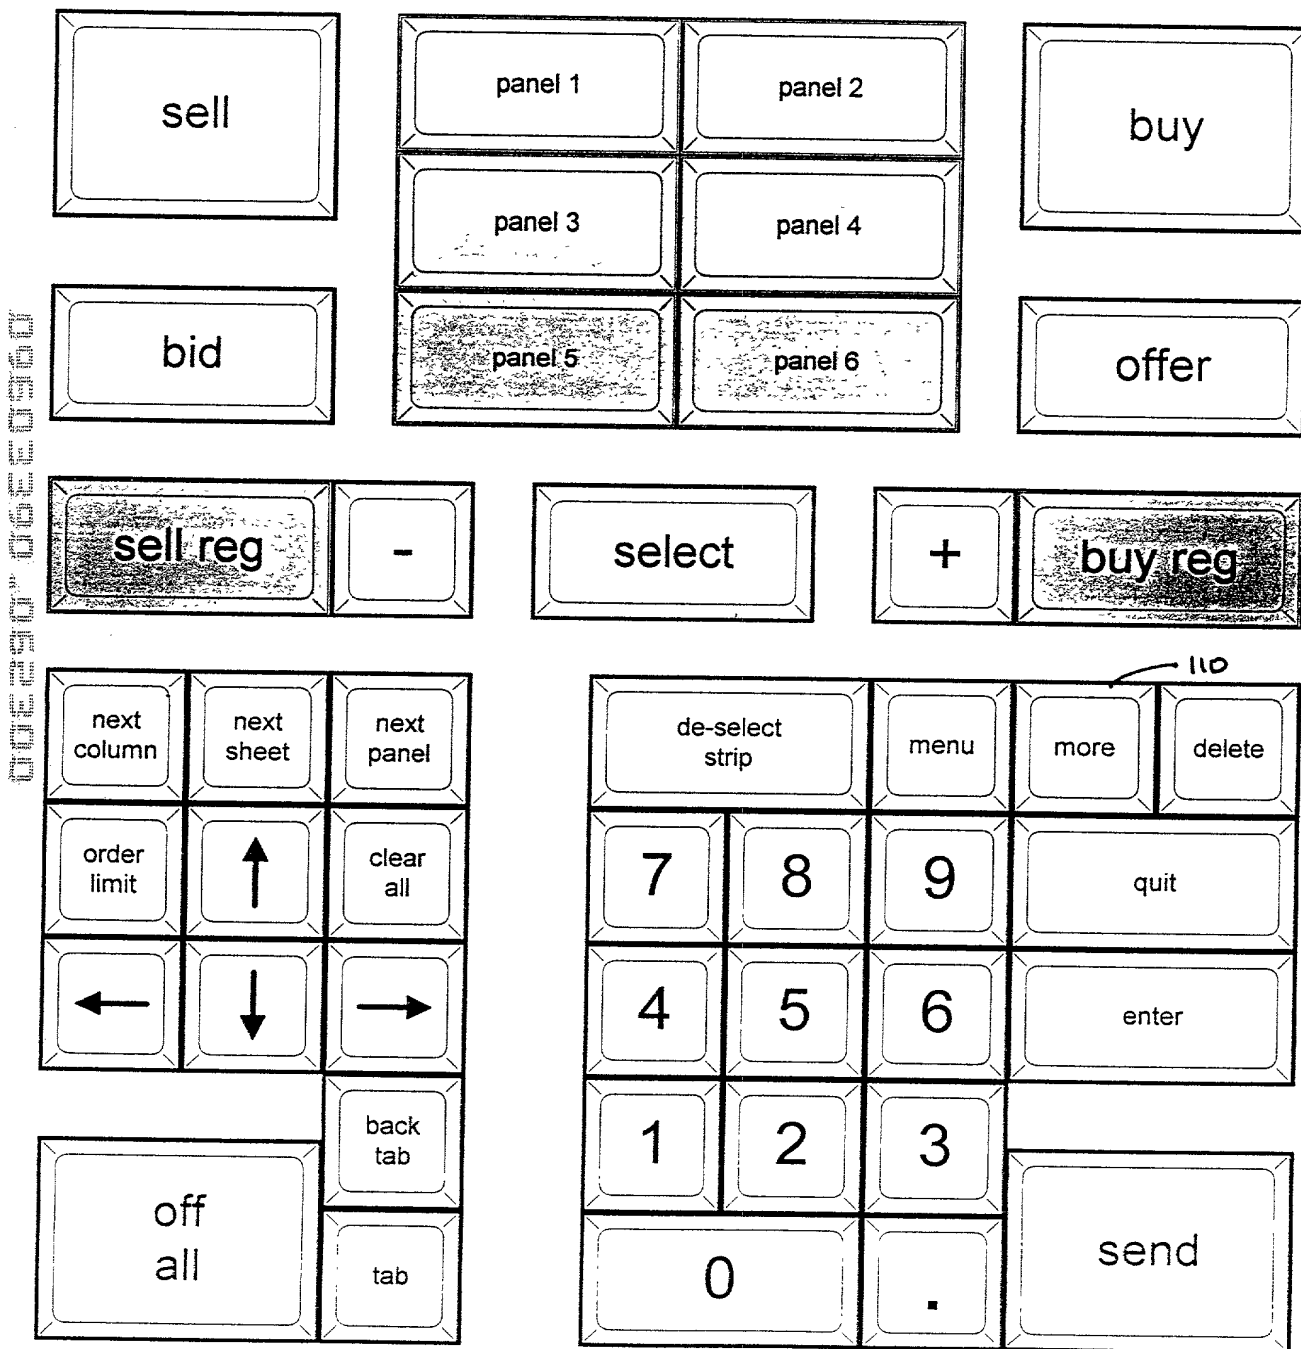 sell
panel 1
panel 2
buy
panel 3
panel 4
bid
panel 5
panel 6
offer
sell reg
-
select
+
buy reg
110
next
column
next
sheet
next
panel
de-select
strip
menu
more
delete
order
limit
clear
all
7
8
9
quit
4
5
6
enter
back
tab
1
2
3
off
all
tab
0
.
send